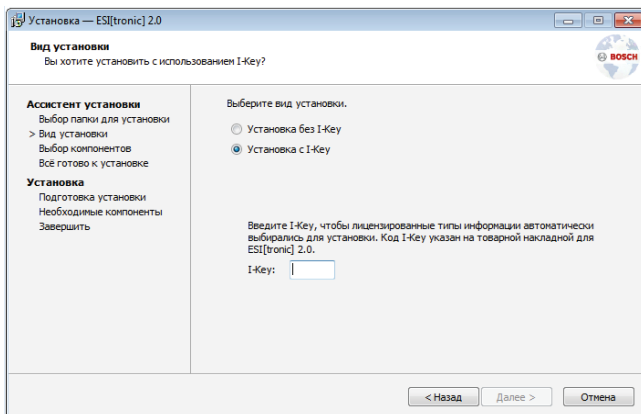 Установка — ESI[tronic] 2.0
Вид установки
Вы хотите установить с использованием I-Key?
BOSCH
Ассистент установки
Выбор папки для установки
> Вид установки
Выбор компонентов
Всё готово к установке
Установка
Подготовка установки
Необходимые компоненты
Завершить
Выберите вид установки.
Установка без I-Key
Установка с I-Key
Введите I-Key, чтобы лицензированные типы информации автоматически
выбирались для установки. Код I-Key указан на товарной накладной для
ESI[tronic] 2.0.
I-Key:
< Назад
Далее >
Отмена